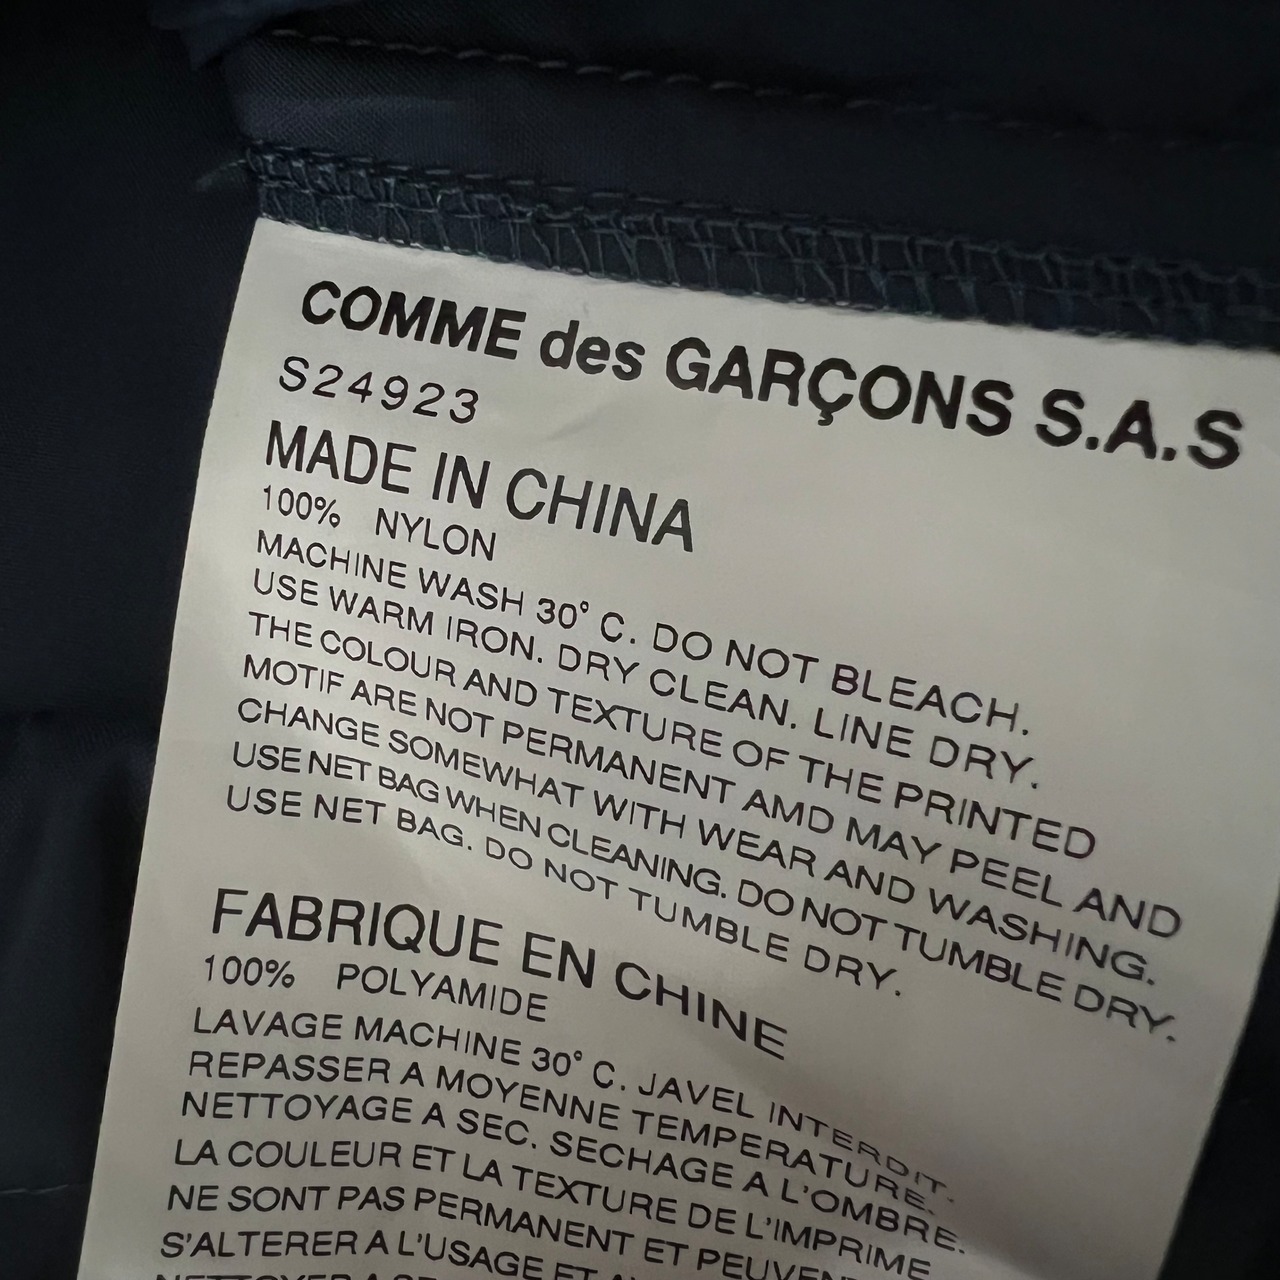 COMME des GARÇONS S.A.S
S24923
MADE IN CHINA
100% NYLON
MACHINE WASH 30° C. DO NOT BLEACH.
USE WARM IRON. DRY CLEAN. LINE DRY.
THE COLOUR AND TEXTURE OF THE PRINTED
MOTIF ARE NOT PERMANENT AMD MAY PEEL AND
CHANGE SOMEWHAT WITH WEAR AND WASHING.
USE NET BAG WHEN CLEANING. DO NOT TUMBLE DRY.
USE NET BAG. DO NOT TUMBLE DRY.
FABRIQUE EN CHINE
100% POLYAMIDE
LAVAGE MACHINE 30° C. JAVEL INTERDIT.
REPASSER A MOYENNE TEMPERATURE.
NETTOYAGE A SEC. SECHAGE A L'OMBRE.
LA COULEUR ET LA TEXTURE DE L'IMPRIME
NE SONT PAS PERMANENT ET
S'ALTERER A L'USAGE ET